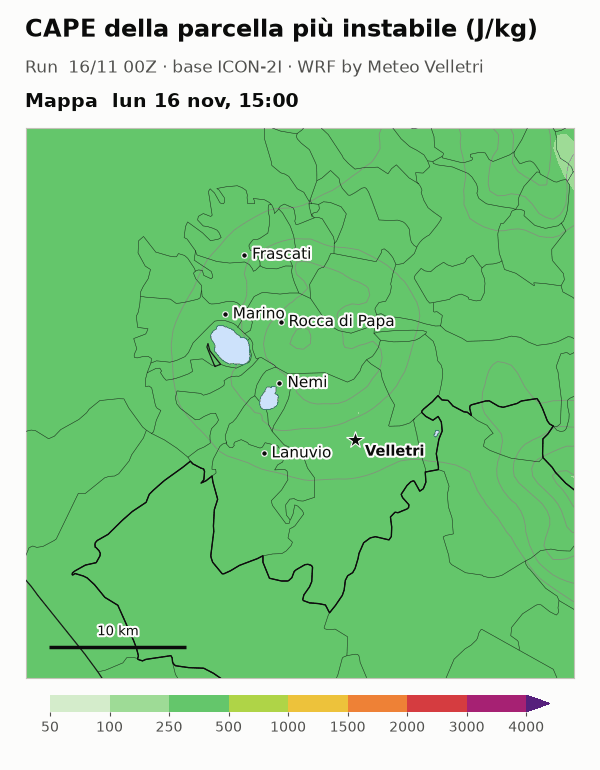 CAPE della parcella più instabile (J/kg)
Run  16/11 00Z · base ICON-2I · WRF by Meteo Velletri
Mappa  lun 16 nov, 15:00
Frascati
Marino
Rocca di Papa
Nemi
Velletri
Lanuvio
10 km
50 100 250 500 1000 1500 2000 3000 4000